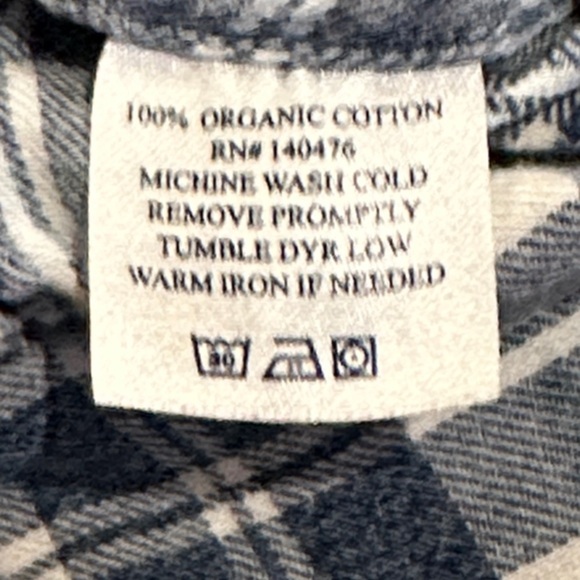 100% ORGANIC COTTON
RN# 140476
MICHINE WASH COLD
REMOVE PROMPTLY
TUMBLE DYR LOW
WARM IRON IF NEEDED
30